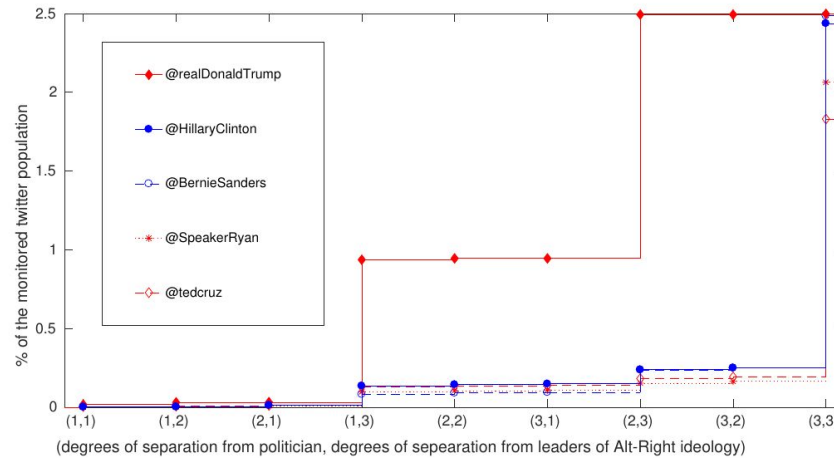 2.5
2
1.5
1
0.5
0
% of the monitored twitter population
@realDonaldTrump
@HillaryClinton
@BernieSanders
@SpeakerRyan
@tedcruz
(1,1) (1,2) (2,1) (1,3) (2,2) (3,1) (2,3) (3,2) (3,3
(degrees of separation from politician, degrees of sepearation from leaders of Alt-Right ideology)